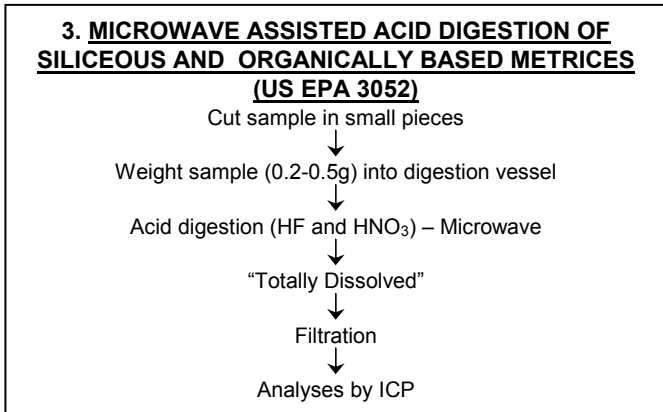 3. MICROWAVE ASSISTED ACID DIGESTION OF
SILICEOUS AND ORGANICALLY BASED METRICES
(US EPA 3052)
Cut sample in small pieces
Weight sample (0.2-0.5g) into digestion vessel
Acid digestion (HF and HNO₃) – Microwave
“Totally Dissolved”
Filtration
Analyses by ICP